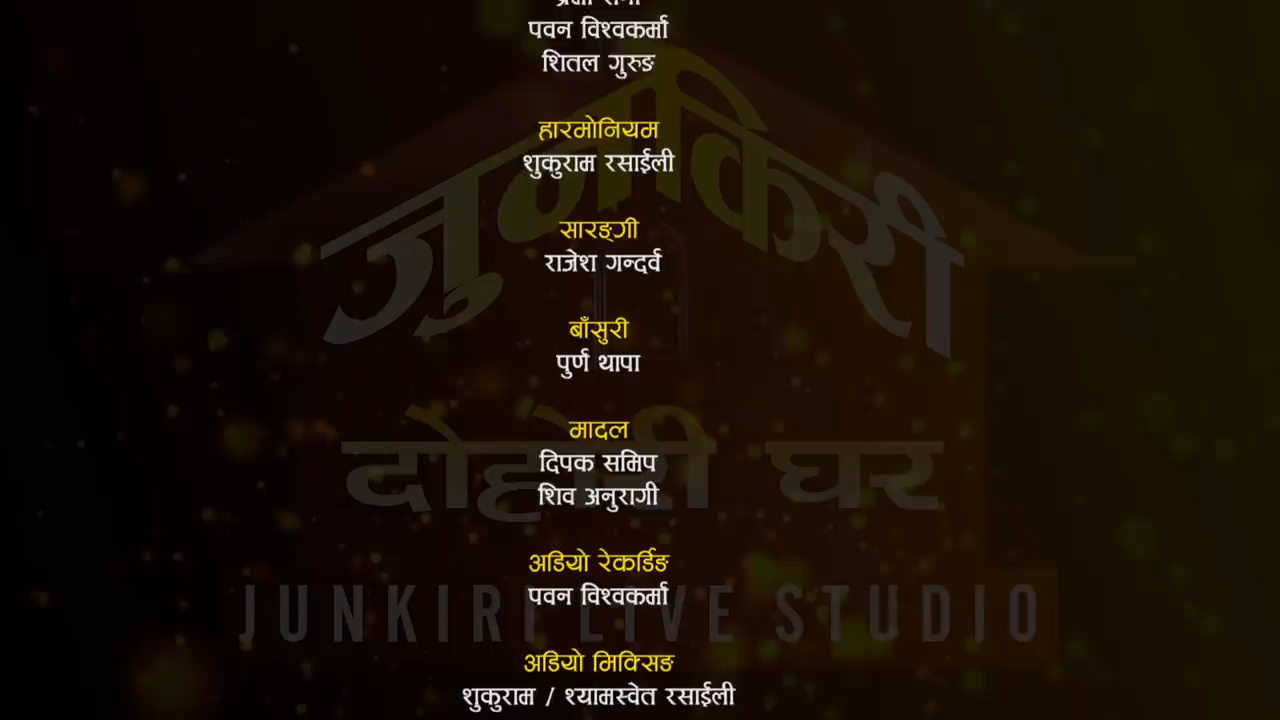 पवन विश्वकर्मा
शितल गुरुङ
हारमोनियम
शुकुराम रसाईली
सारङ्गी
राजेश गन्दर्व
बाँसुरी
पुर्ण थापा
मादल
दिपक समिप
शिव अनुरागी
अडियो रेकर्डिङ
पवन विश्वकर्मा
अडियो मिक्सिङ
शुकुराम / श्यामस्वेत रसाईली
जुनकिरी
दोहोरी घर
JUNKIRI LIVE STUDIO